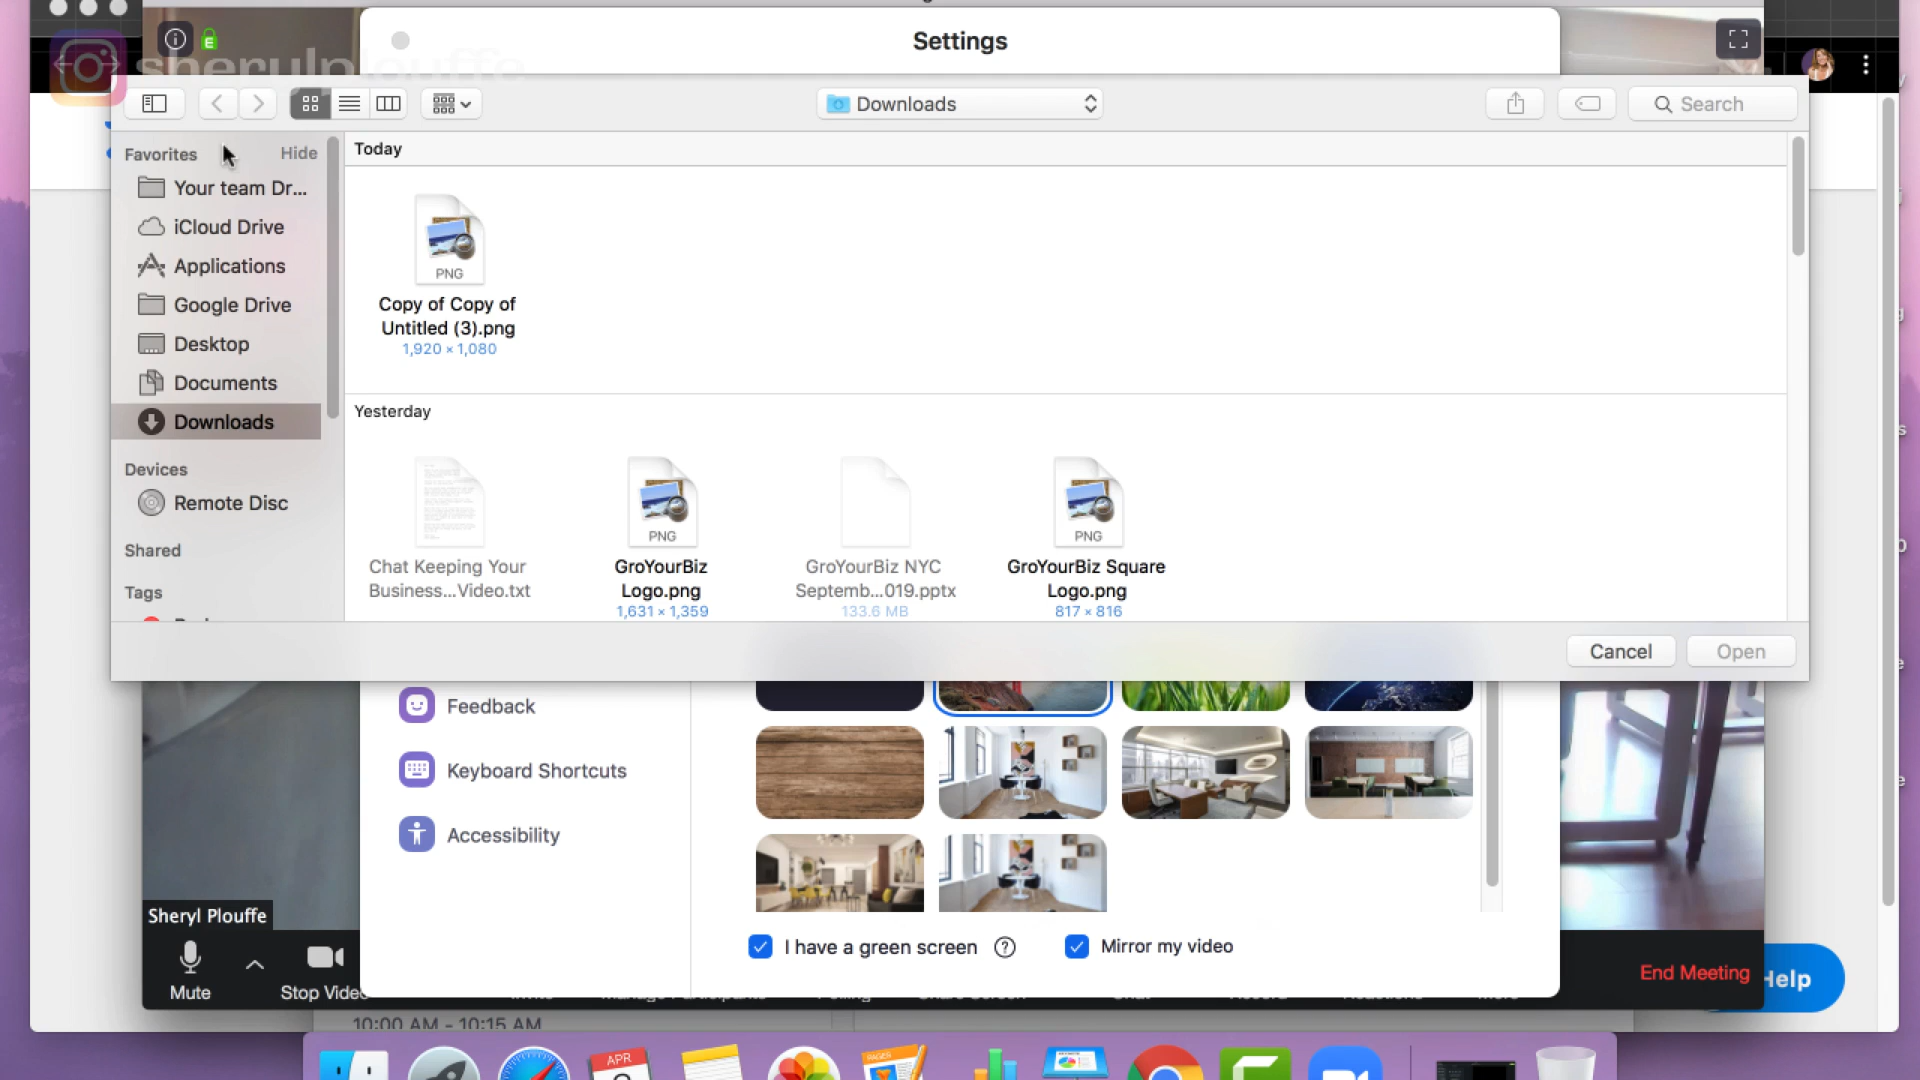 Settings
sherylplouffe
Downloads
Search
Favorites
Hide
Your team Dr...
iCloud Drive
Applications
Google Drive
Desktop
Documents
Downloads
Devices
Remote Disc
Shared
Tags
Today
PNG
Copy of Copy of
Untitled (3).png
1,920 × 1,080
Yesterday
Chat Keeping Your
Business...Video.txt
PNG
GroYourBiz
Logo.png
1,631 × 1,359
GroYourBiz NYC
Septemb...019.pptx
133.6 MB
PNG
GroYourBiz Square
Logo.png
817 × 816
Cancel
Open
Feedback
Keyboard Shortcuts
Accessibility
I have a green screen
Mirror my video
Sheryl Plouffe
Mute
Stop Video
End Meeting
Help
10:00 AM - 10:15 AM
APR
PAGES